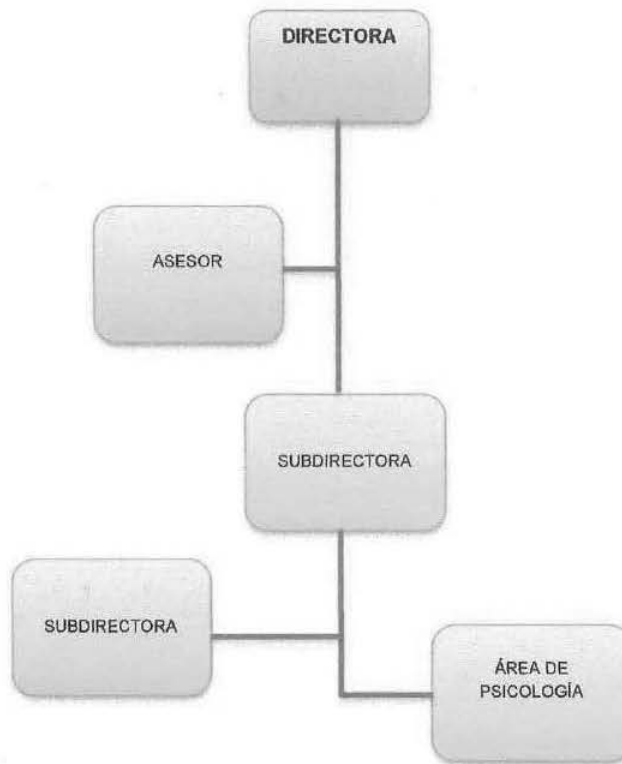 DIRECTORA
ASESOR
SUBDIRECTORA
SUBDIRECTORA
ÁREA DE
PSICOLOGÍA